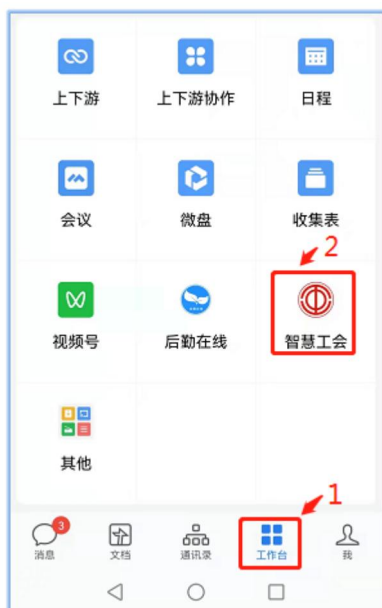 上下游 上下游协作 日程
会议 微盘 收集表
2
视频号 后勤在线 智慧工会
其他
1
3
消息 文档 通讯录 工作台 我